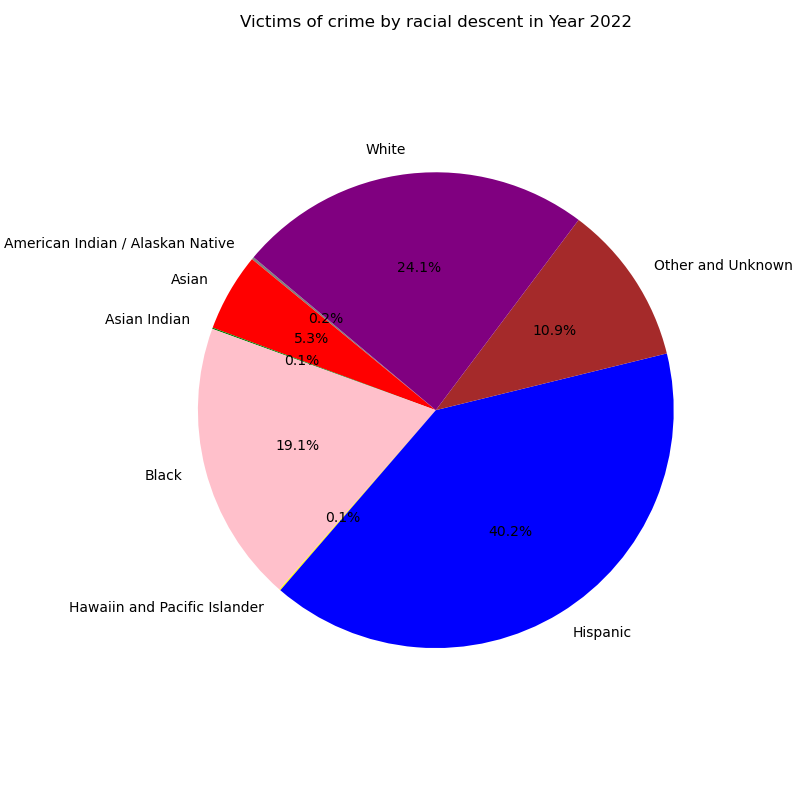 Victims of crime by racial descent in Year 2022
White
American Indian / Alaskan Native
Other and Unknown
24.1%
Asian
Asian Indian
0.2%
10.9%
5.3%
0.1%
19.1%
Black
0.1%
40.2%
Hawaiin and Pacific Islander
Hispanic